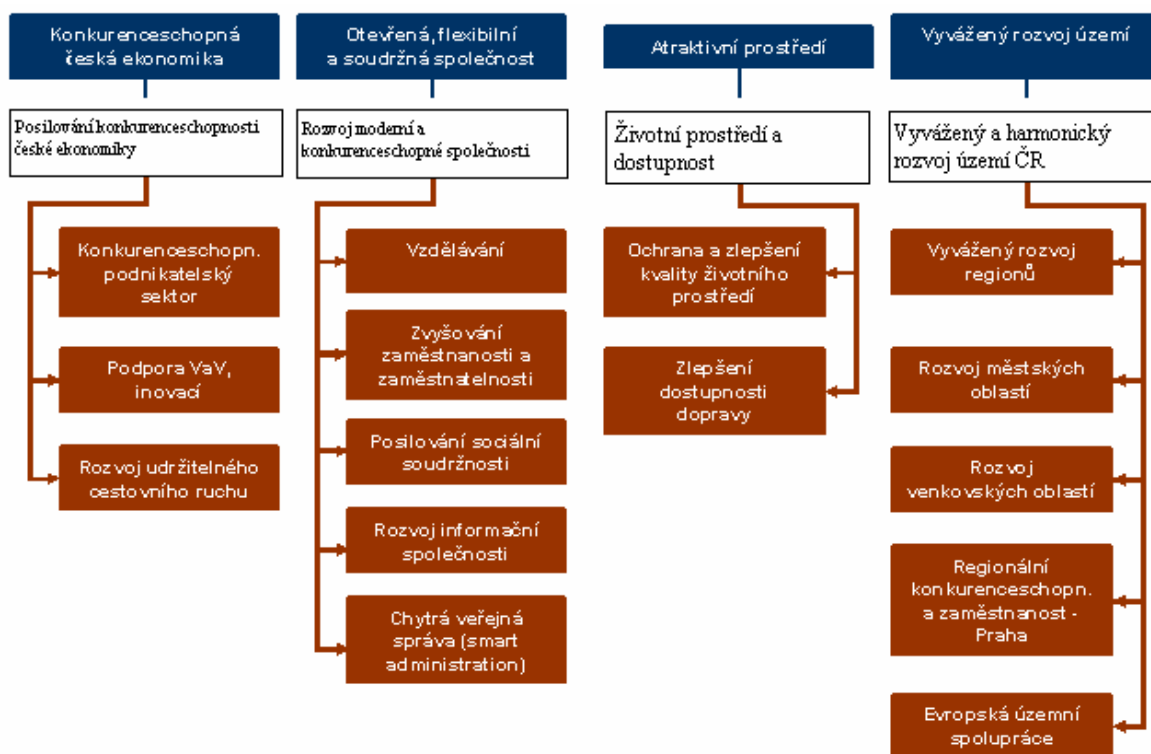 Konkurenceschopná
česká ekonomika
Posilování konkurenceschopnosti
české ekonomiky
Konkurenceschopn.
podnikatelský
sektor
Podpora VaV,
inovací
Rozvoj udržitelného
cestovního ruchu
Otevřená, flexibilní
a soudržná společnost
Rozvoj moderní a
konkurenceschopné společnosti
Vzdělávání
Zvyšování
zaměstnanosti a
zaměstnatelnosti
Posilování sociální
soudržnosti
Rozvoj informační
společnosti
Chytrá veřejná
správa (smart
administration)
Atraktivní prostředí
Životní prostředí a
dostupnost
Ochrana a zlepšení
kvality životního
prostředí
Zlepšení
dostupnosti
dopravy
Vyvážený rozvoj území
Vyvážený a harmonický
rozvoj území ČR
Vyvážený rozvoj
regionů
Rozvoj městských
oblastí
Rozvoj
venkovských oblastí
Regionální
konkurenceschopn.
a zaměstnanost -
Praha
Evropská územní
spolupráce